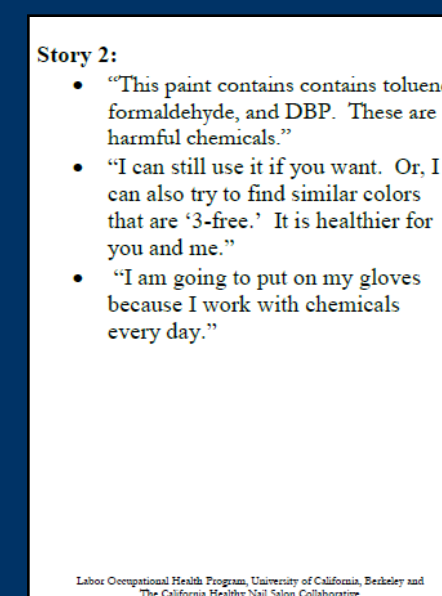 Story 2:
• “This paint contains contains toluene
formaldehyde, and DBP. These are
harmful chemicals.”
• “I can still use it if you want. Or, I
can also try to find similar colors
that are ‘3-free.’ It is healthier for
you and me.”
• “I am going to put on my gloves
because I work with chemicals
every day.”
Labor Occupational Health Program, University of California, Berkeley and
The California Healthy Nail Salon Collaborative